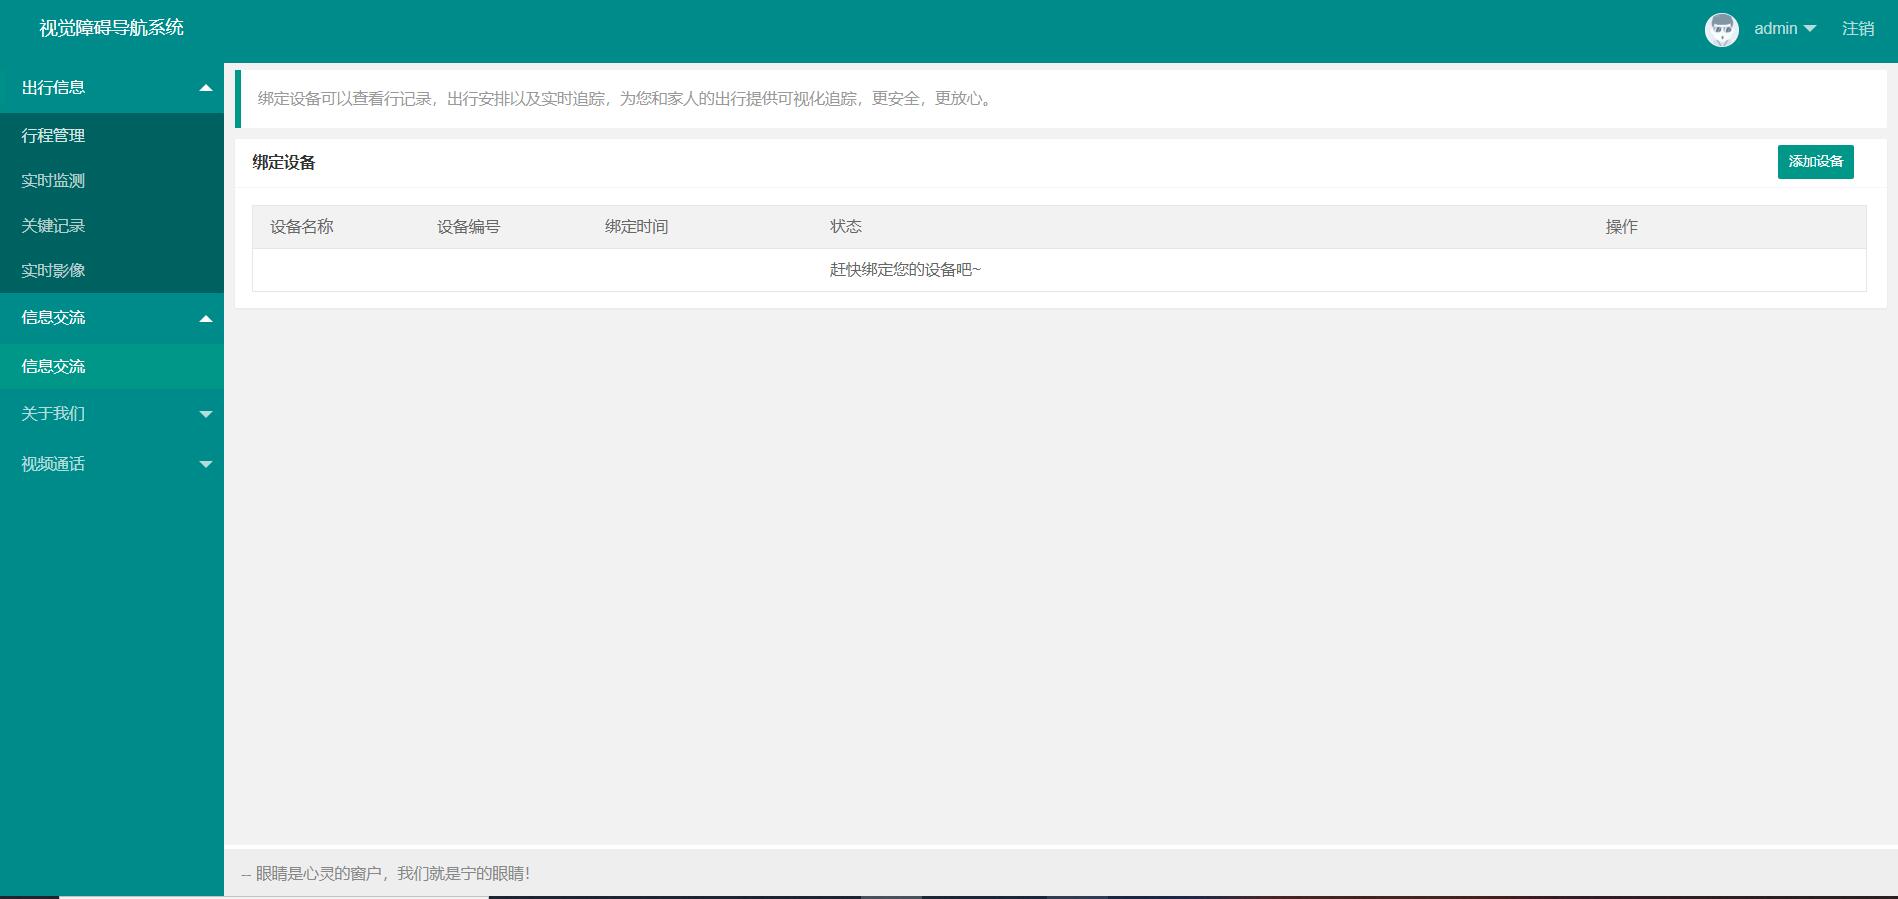 视觉障碍导航系统
admin
注销
出行信息
行程管理
实时监测
关键记录
实时影像
信息交流
信息交流
关于我们
视频通话
绑定设备可以查看行记录，出行安排以及实时追踪，为您和家人的出行提供可视化追踪，更安全，更放心。
绑定设备
添加设备
设备名称 设备编号 绑定时间 状态 操作
赶快绑定您的设备吧~
-- 眼睛是心灵的窗户，我们就是宁的眼睛！